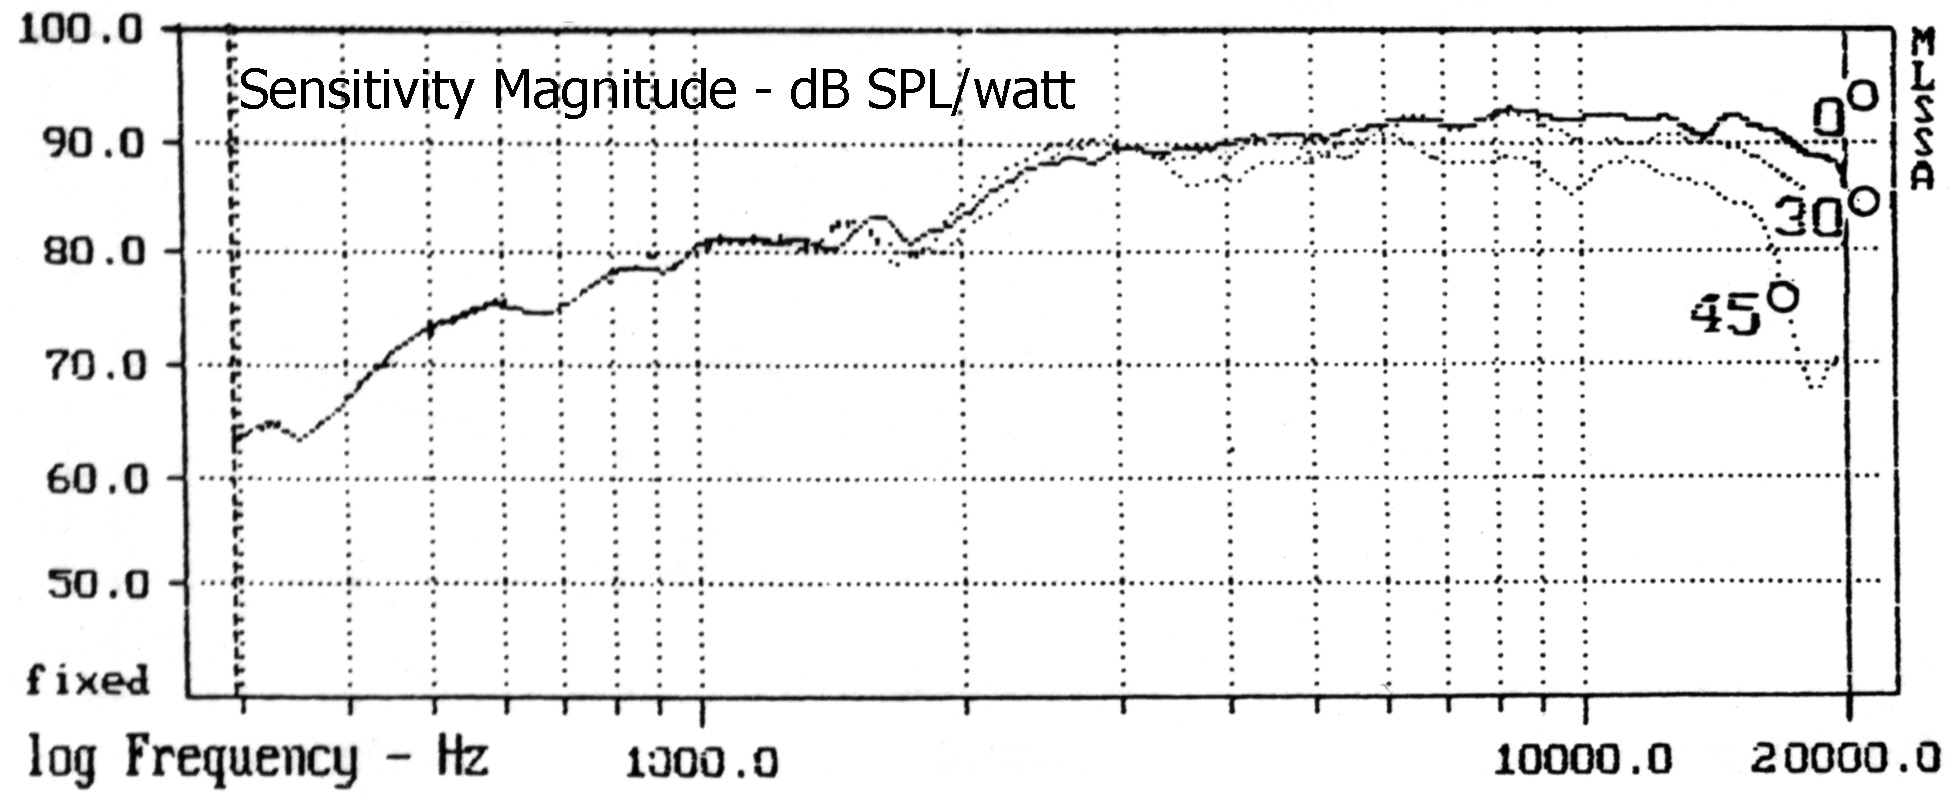 100.0
Sensitivity Magnitude - dB SPL/watt
MLSSA
0°
90.0
30°
80.0
45°
70.0
60.0
50.0
fixed
log Frequency - Hz 1000.0 10000.0 20000.0